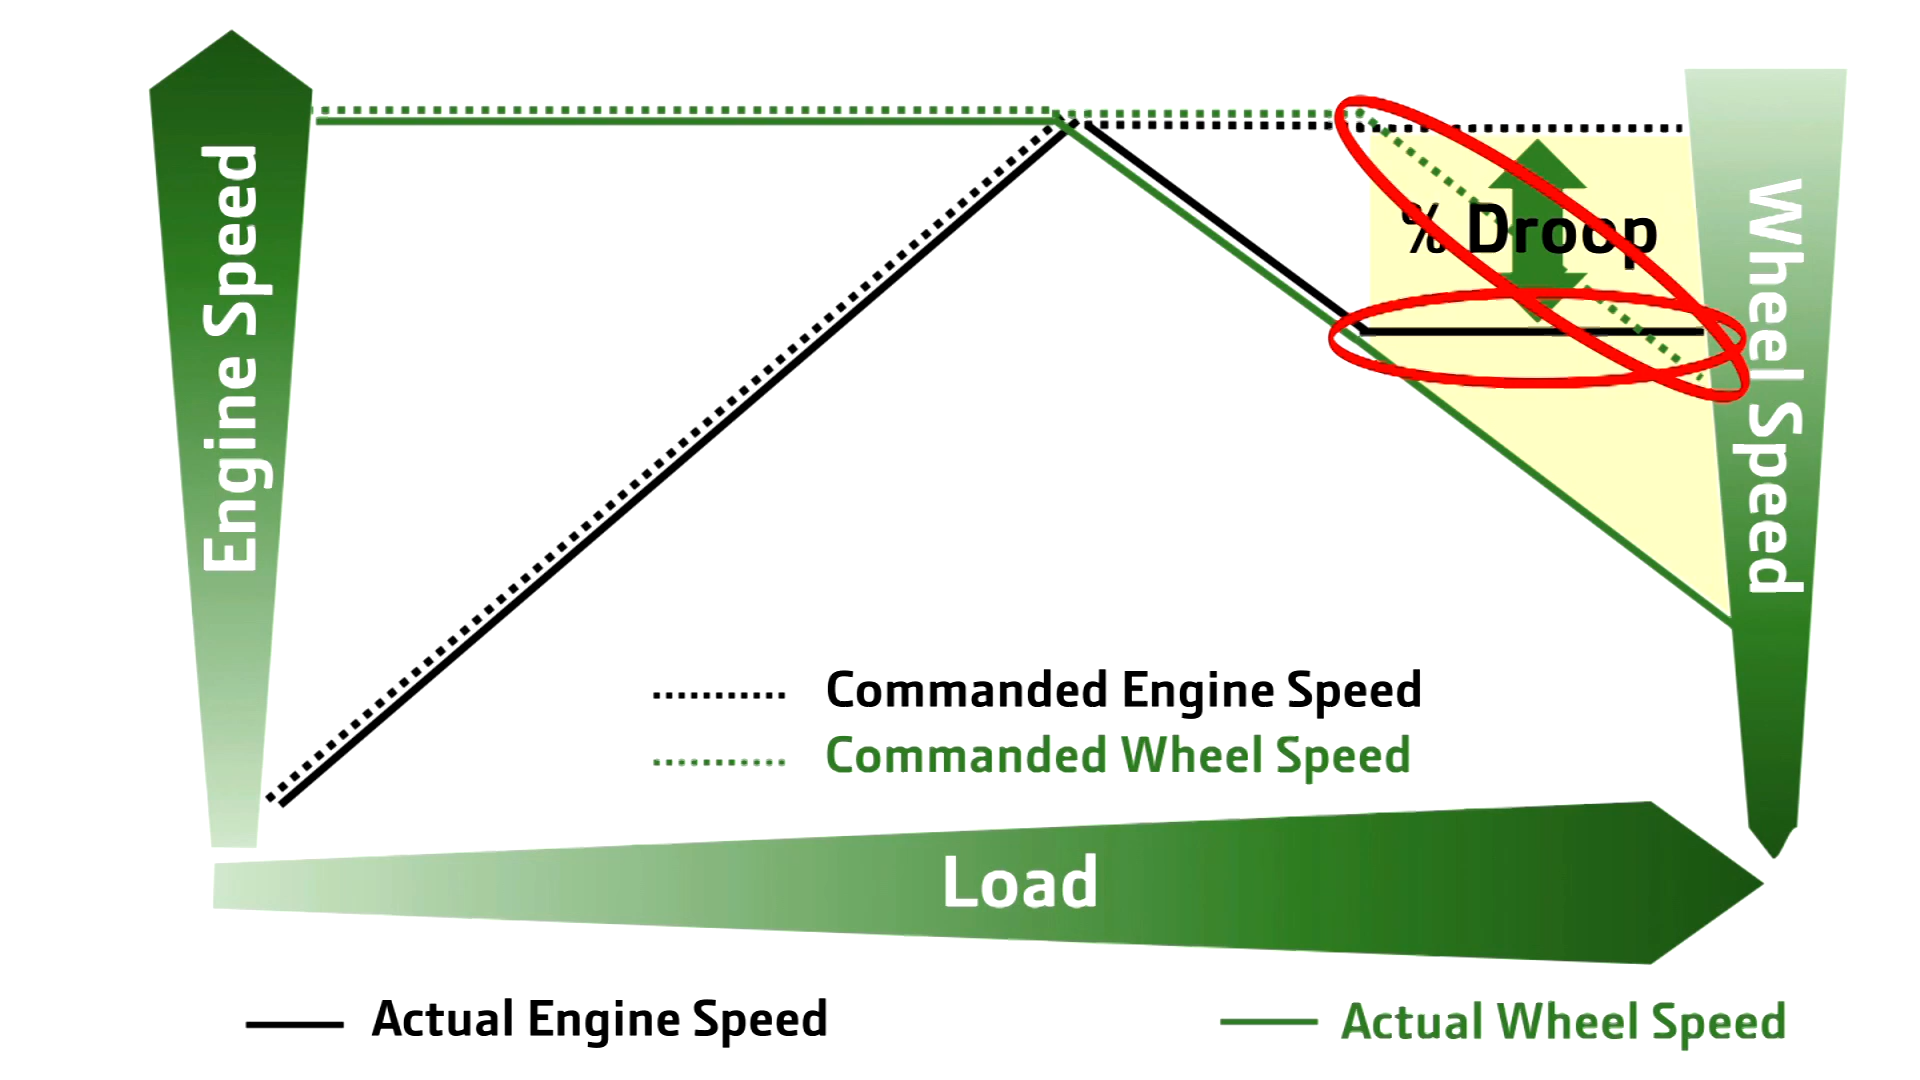 Engine Speed
% Droop
Wheel Speed
Commanded Engine Speed
Commanded Wheel Speed
Load
Actual Engine Speed
Actual Wheel Speed